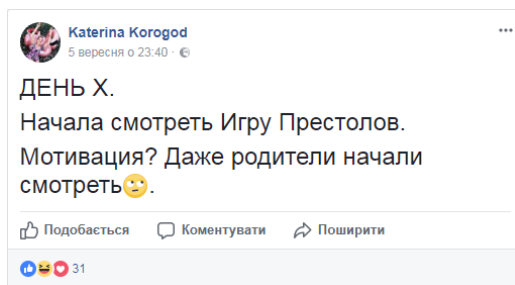 Katerina Korogod
5 вересня о 23:40 ·
ДЕНЬ X.
Начала смотреть Игру Престолов.
Мотивация? Даже родители начали
смотреть🙄.
Подобається Коментувати Поширити
31